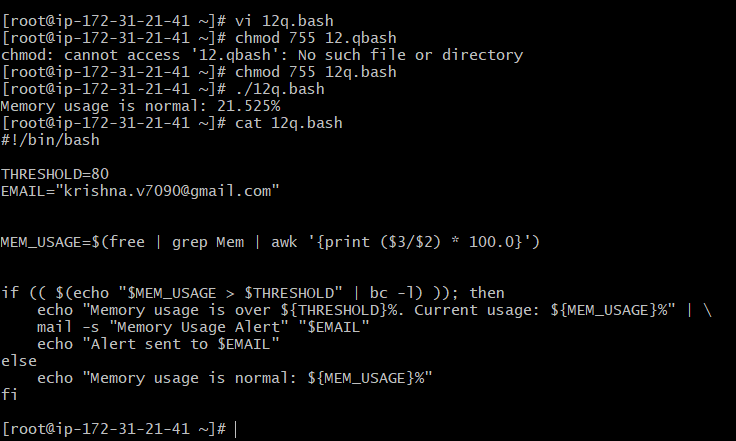 [root@ip-172-31-21-41 ~]# vi 12q.bash
[root@ip-172-31-21-41 ~]# chmod 755 12.qbash
chmod: cannot access '12.qbash': No such file or directory
[root@ip-172-31-21-41 ~]# chmod 755 12q.bash
[root@ip-172-31-21-41 ~]# ./12q.bash
Memory usage is normal: 21.525%
[root@ip-172-31-21-41 ~]# cat 12q.bash
#!/bin/bash

THRESHOLD=80
EMAIL="krishna.v7090@gmail.com"


MEM_USAGE=$(free | grep Mem | awk '{print ($3/$2) * 100.0}')


if (( $(echo "$MEM_USAGE > $THRESHOLD" | bc -l) )); then
    echo "Memory usage is over ${THRESHOLD}%. Current usage: ${MEM_USAGE}%" | \
    mail -s "Memory Usage Alert" "$EMAIL"
    echo "Alert sent to $EMAIL"
else
    echo "Memory usage is normal: ${MEM_USAGE}%"
fi

[root@ip-172-31-21-41 ~]#